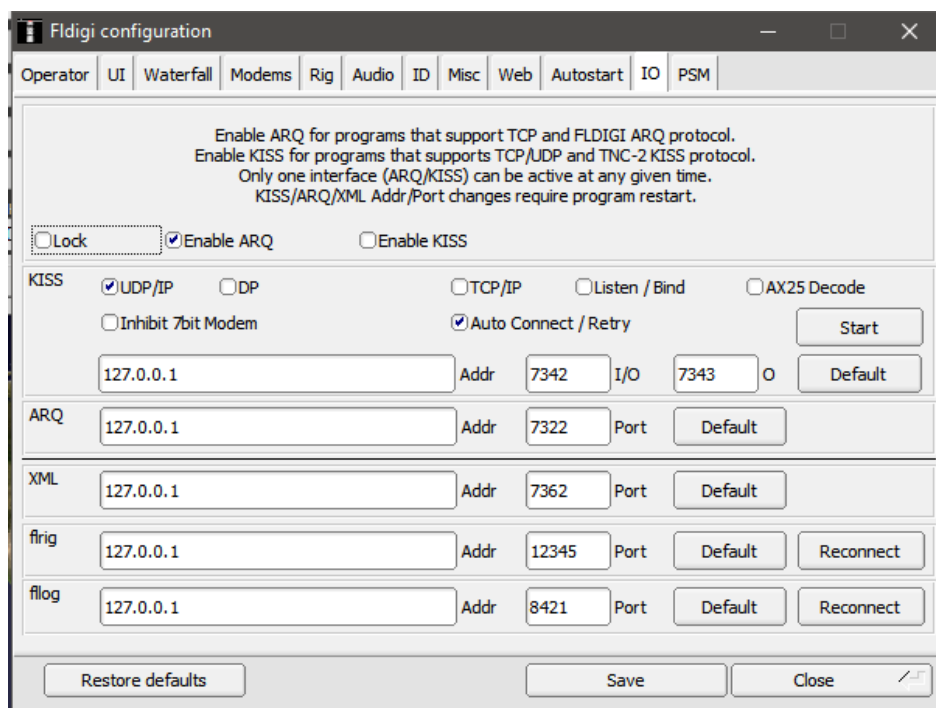 Fldigi configuration
Operator UI Waterfall Modems Rig Audio ID Misc Web Autostart IO PSM
Enable ARQ for programs that support TCP and FLDIGI ARQ protocol.
Enable KISS for programs that supports TCP/UDP and TNC-2 KISS protocol.
Only one interface (ARQ/KISS) can be active at any given time.
KISS/ARQ/XML Addr/Port changes require program restart.
Lock Enable ARQ Enable KISS
KISS UDP/IP DP TCP/IP Listen / Bind AX25 Decode
Inhibit 7bit Modem Auto Connect / Retry Start
127.0.0.1 Addr 7342 I/O 7343 O Default
ARQ 127.0.0.1 Addr 7322 Port Default
XML 127.0.0.1 Addr 7362 Port Default
flrig 127.0.0.1 Addr 12345 Port Default Reconnect
fllog 127.0.0.1 Addr 8421 Port Default Reconnect
Restore defaults Save Close